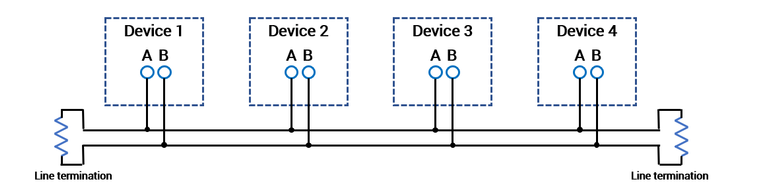 Device 1 Device 2 Device 3 Device 4
A B A B A B A B
Line termination Line termination